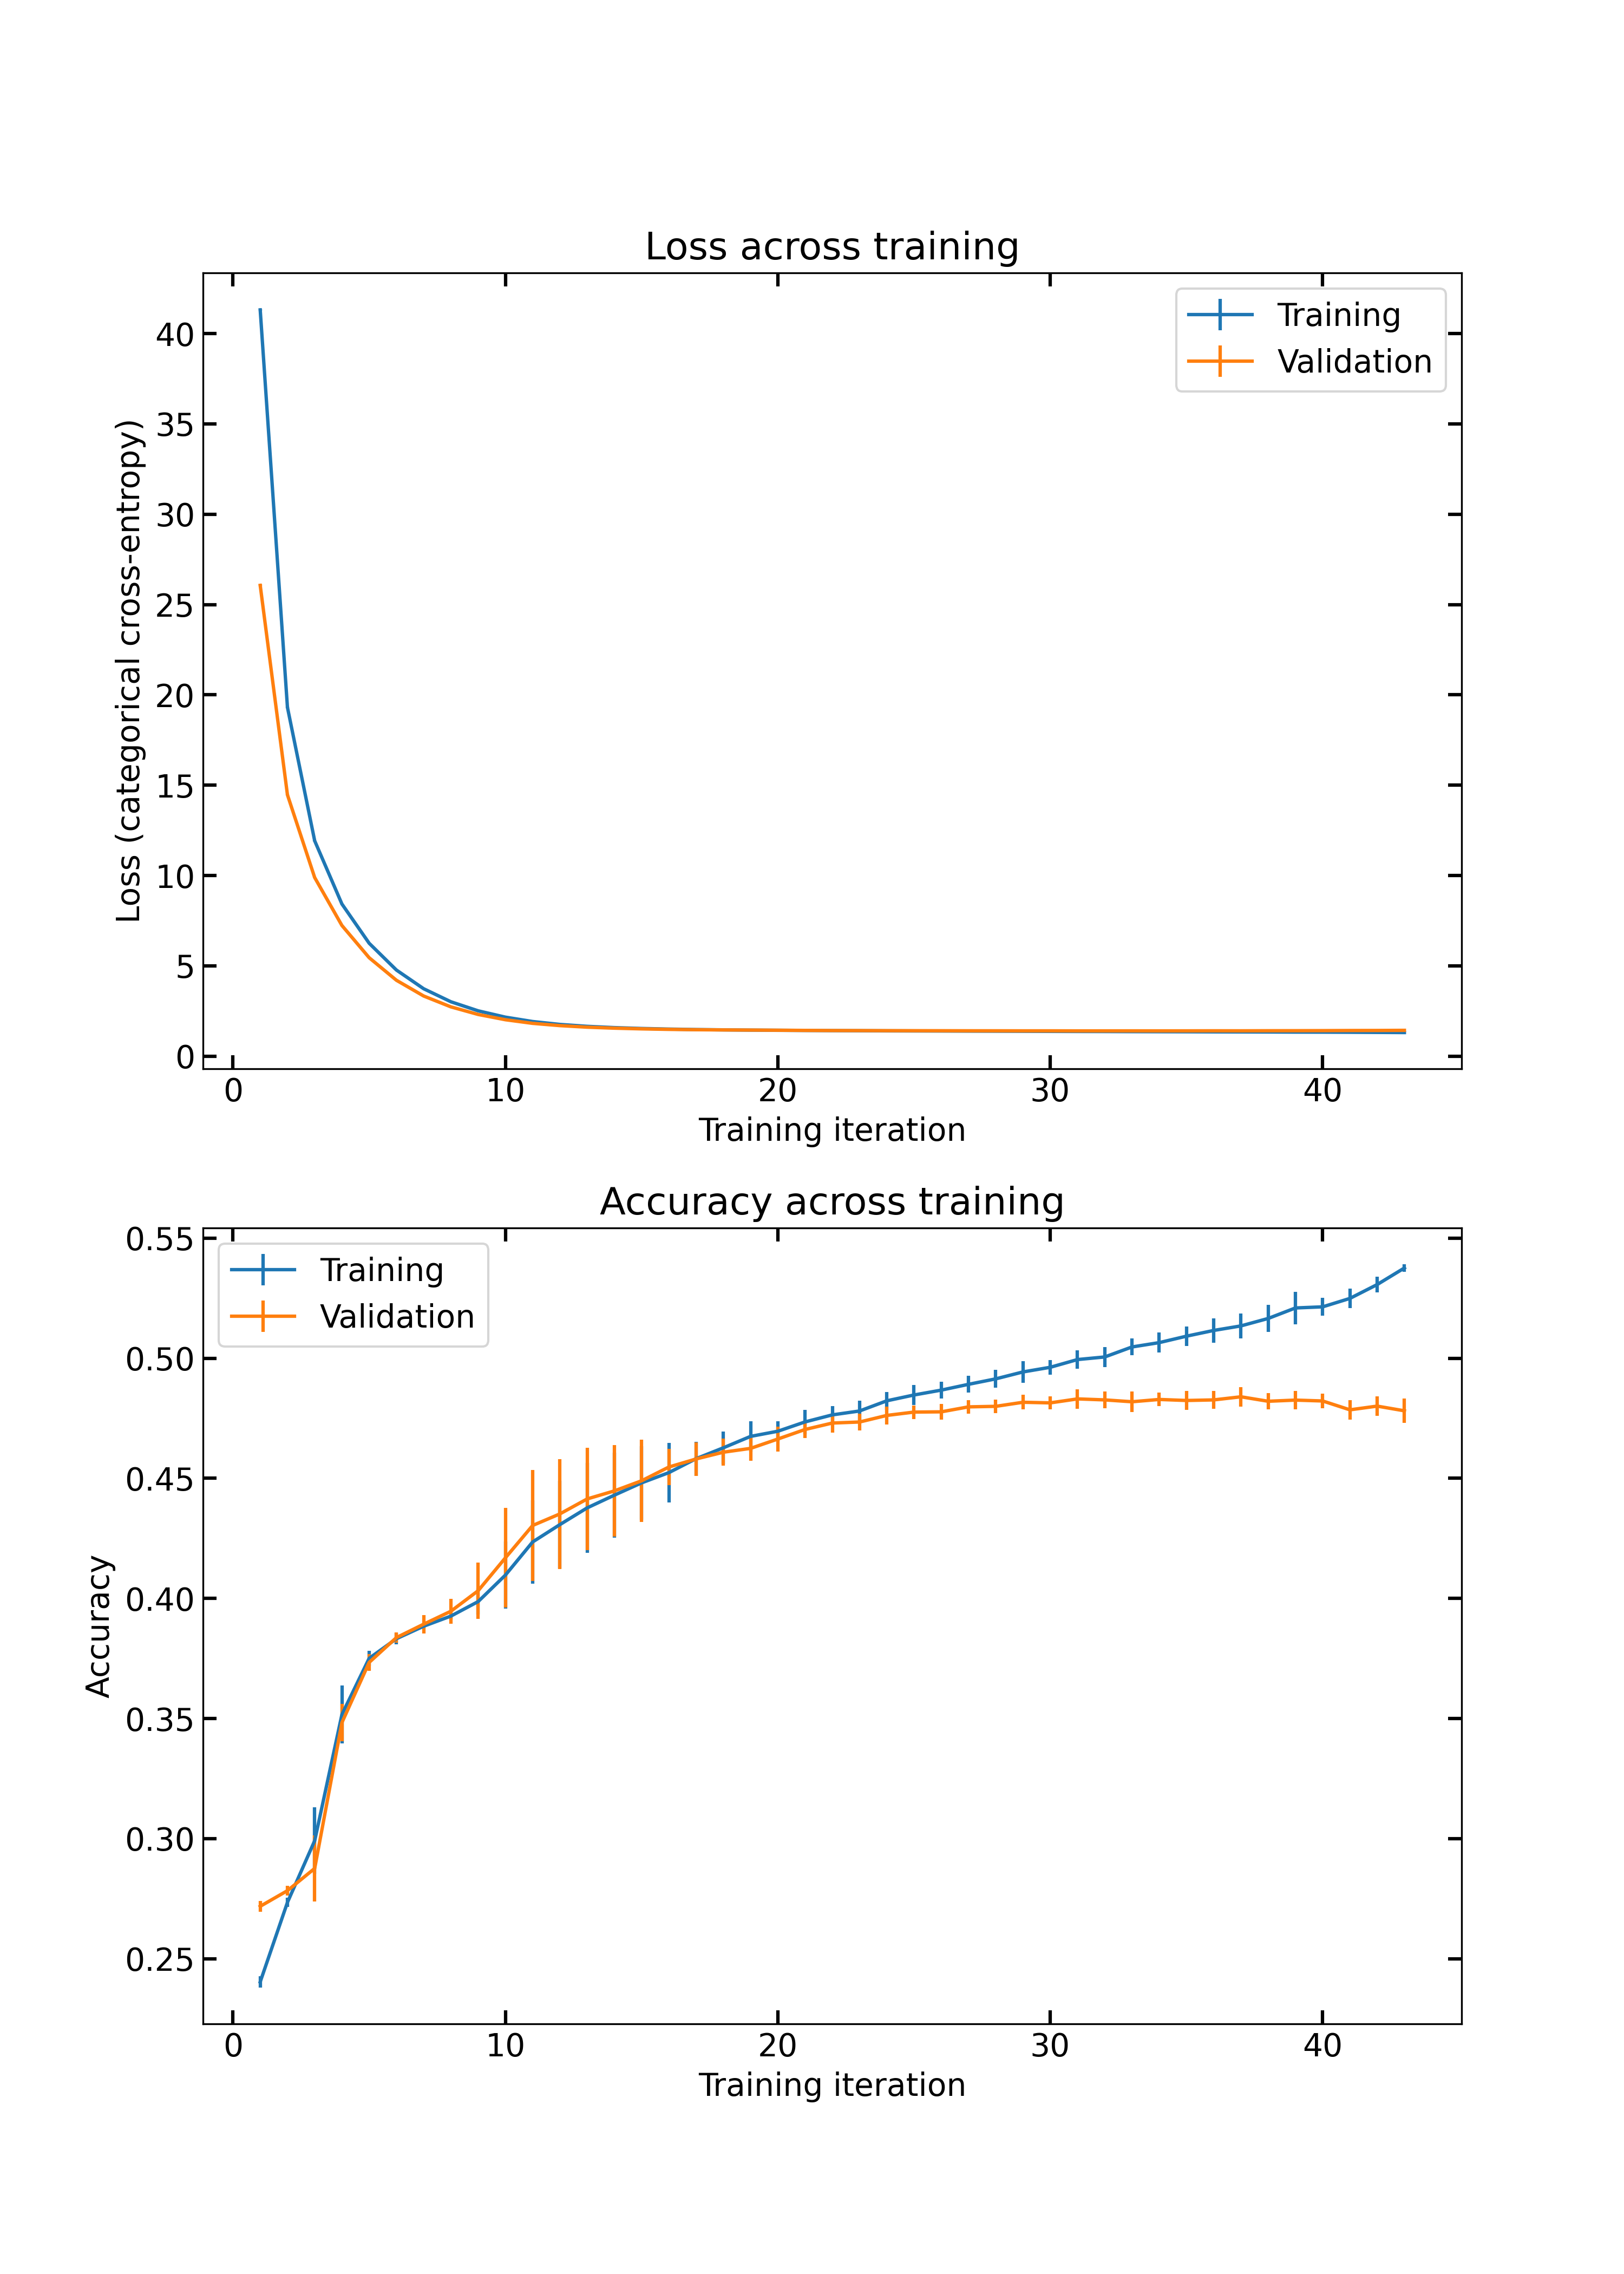 Loss across training
Training
Validation
Loss (categorical cross-entropy)
40
35
30
25
20
15
10
5
0
0 10 20 30 40
Training iteration
Accuracy across training
Training
Validation
Accuracy
0.55
0.50
0.45
0.40
0.35
0.30
0.25
0 10 20 30 40
Training iteration